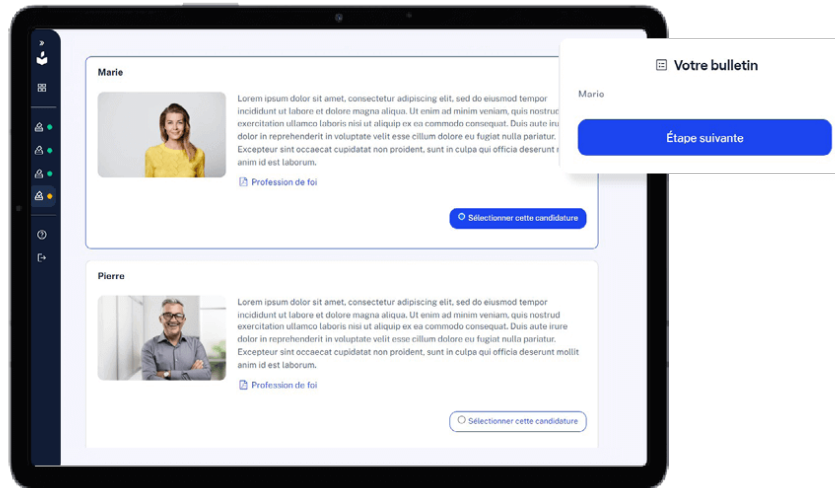 Marie
Lorem ipsum dolor sit amet, consectetur adipiscing elit, sed do eiusmod tempor
incididunt ut labore et dolore magna aliqua. Ut enim ad minim veniam, quis nostrud
exercitation ullamco laboris nisi ut aliquip ex ea commodo consequat. Duis aute
dolor in reprehenderit in voluptate velit esse cillum dolore eu fugiat nulla pariatur.
Excepteur sint occaecat cupidatat non proident, sunt in culpa qui officia deserunt
anim id est laborum.
Profession de foi
Sélectionner cette candidature
Votre bulletin
Marie
Étape suivante
Pierre
Lorem ipsum dolor sit amet, consectetur adipiscing elit, sed do eiusmod tempor
incididunt ut labore et dolore magna aliqua. Ut enim ad minim veniam, quis nostrud
exercitation ullamco laboris nisi ut aliquip ex ea commodo consequat. Duis aute irure
dolor in reprehenderit in voluptate velit esse cillum dolore eu fugiat nulla pariatur.
Excepteur sint occaecat cupidatat non proident, sunt in culpa qui officia deserunt mollit
anim id est laborum.
Profession de foi
Sélectionner cette candidature